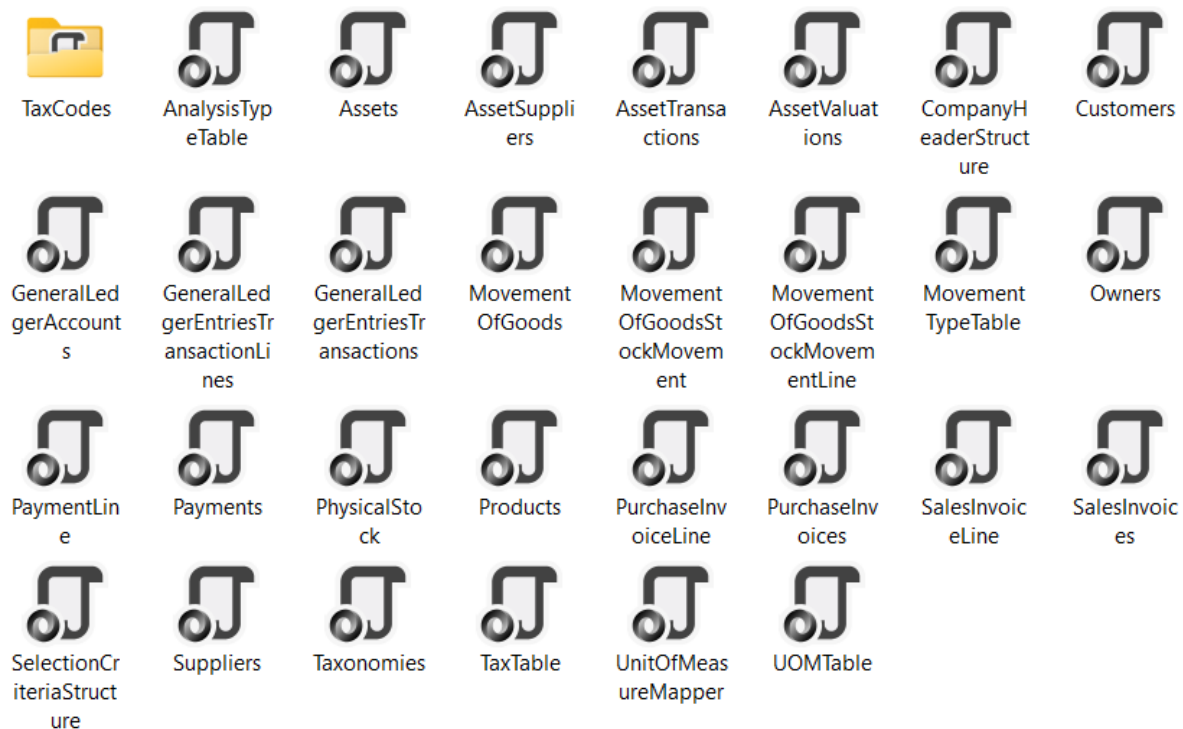 TaxCodes AnalysisTyp Assets AssetSuppli AssetTransa AssetValuat CompanyH Customers
eTable ers ctions ions eaderStruct
ure
GeneralLed GeneralLed GeneralLed Movement Movement Movement Movement Owners
gerAccount gerEntriesTr gerEntriesTr OfGoods OfGoodsSt OfGoodsSt TypeTable
s ansactionLi ansactions ockMovem ockMovem
nes ent entLine
PaymentLin Payments PhysicalSto Products PurchaseInv PurchaseInv SalesInvoic SalesInvoic
e ck oiceLine oices eLine es
SelectionCr Suppliers Taxonomies TaxTable UnitOfMeas UOMTable
iteriaStruct ureMapper
ure